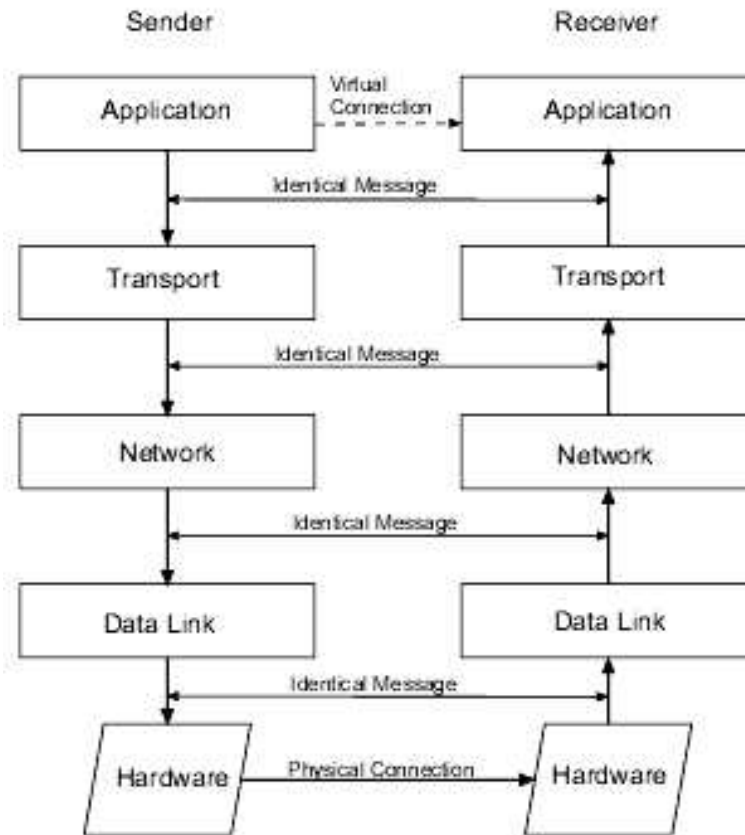 Sender Receiver
Virtual
Connection
Application Application
Identical Message
Transport Transport
Identical Message
Network Network
Identical Message
Data Link Data Link
Identical Message
Hardware Physical Connection Hardware